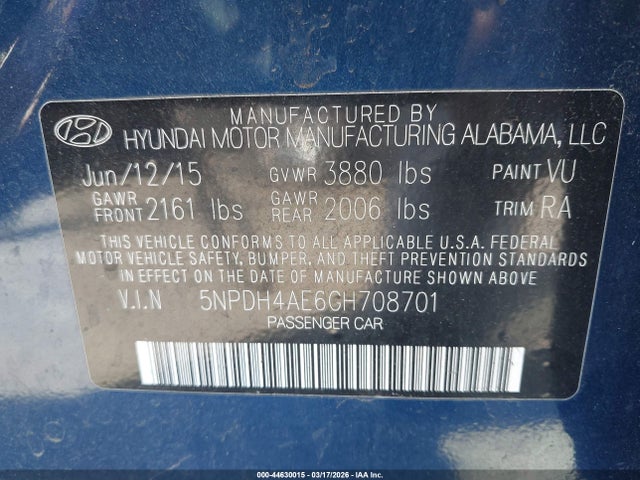 MANUFACTURED BY
HYUNDAI MOTOR MANUFACTURING ALABAMA, LLC
Jun/12/15 GVWR 3880 lbs PAINT VU
GAWR FRONT 2161 lbs GAWR REAR 2006 lbs TRIM RA
THIS VEHICLE CONFORMS TO ALL APPLICABLE U.S.A. FEDERAL
MOTOR VEHICLE SAFETY, BUMPER, AND THEFT PREVENTION STANDARDS
IN EFFECT ON THE DATE OF MANUFACTURE SHOWN ABOVE.
V.I.N 5NPDH4AE6GH708701
PASSENGER CAR
000-44630015 - 03/17/2026 - IAA Inc.